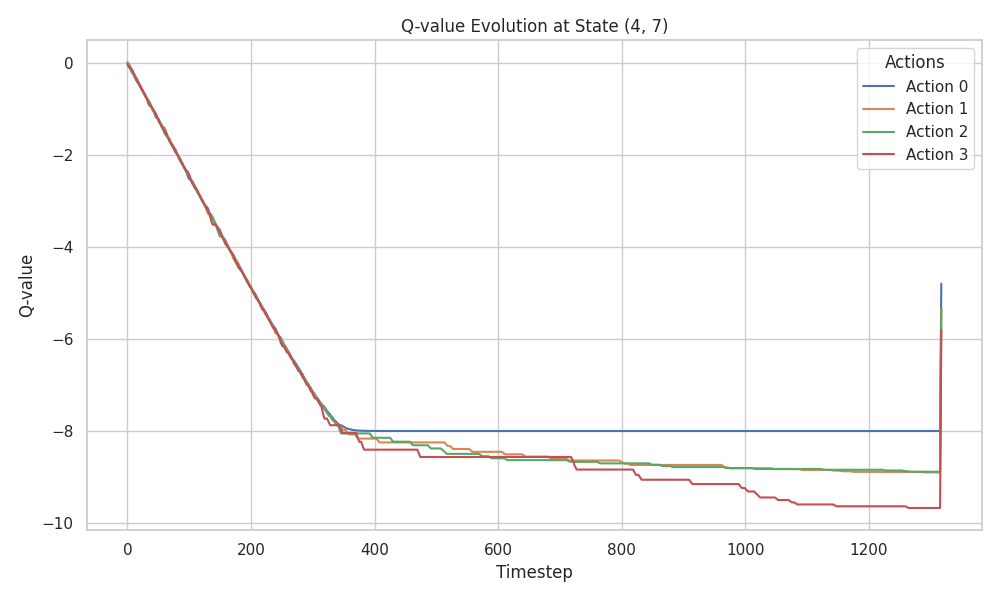 Q-value Evolution at State (4, 7)
Actions
Action 0
Action 1
Action 2
Action 3
Q-value
0
−2
−4
−6
−8
−10
0 200 400 600 800 1000 1200
Timestep